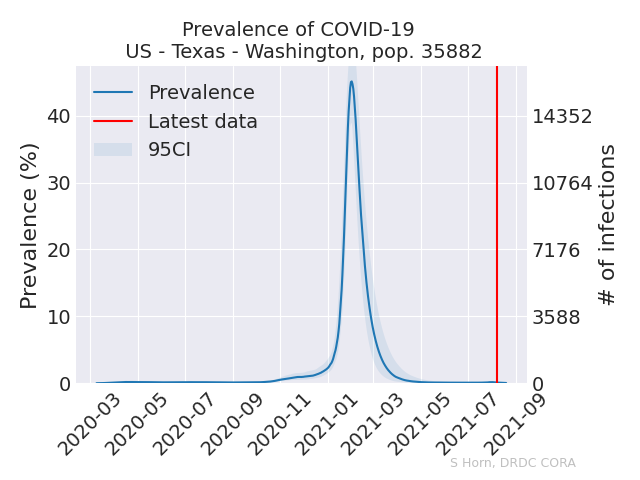 Prevalence of COVID-19
US - Texas - Washington, pop. 35882
Prevalence
Latest data
95CI
Prevalence (%)
40
30
20
10
0
14352
10764
7176
3588
0
# of infections
2020-03
2020-05
2020-07
2020-09
2020-11
2021-01
2021-03
2021-05
2021-07
2021-09
S Horn, DRDC CORA